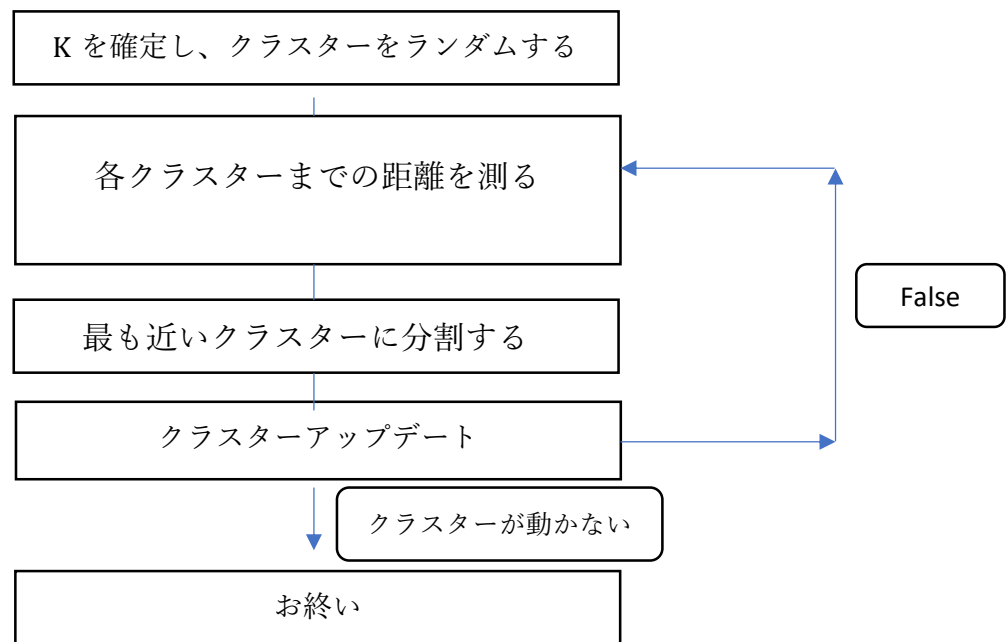 K を確定し、クラスターをランダムする
各クラスターまでの距離を測る
False
最も近いクラスターに分割する
クラスターアップデート
クラスターが動かない
お終い